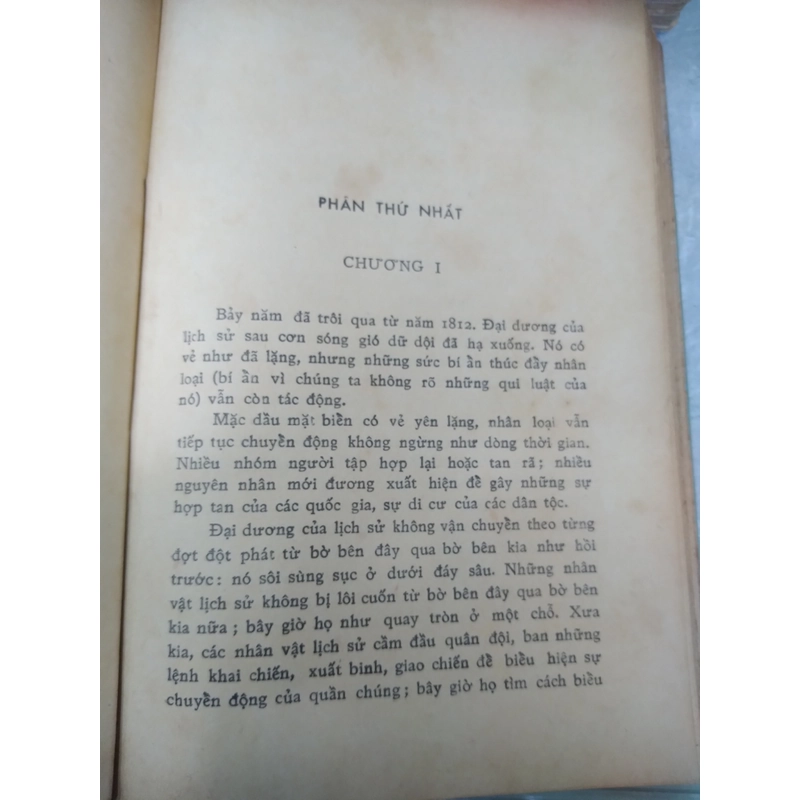 PHẦN THỨ NHẤT
CHƯƠNG I
Bảy năm đã trôi qua từ năm 1812. Đại dương của
lịch sử sau cơn sóng gió dữ dội đã hạ xuống. Nó có
vẻ như đã lặng, nhưng những sức bí ẩn thúc đẩy nhân
loại (bí ẩn vì chúng ta không rõ những qui luật của
nó) vẫn còn tác động.
Mặc dầu mặt biển có vẻ yên lặng, nhân loại vẫn
tiếp tục chuyển động không ngừng như dòng thời gian.
Nhiều nhóm người tập hợp lại hoặc tan rã ; nhiều
nguyên nhân mới đương xuất hiện để gây những sự
hợp tan của các quốc gia, sự di cư của các dân tộc.
Đại dương của lịch sử không vận chuyển theo từng
đợt đột phát từ bờ bên đây qua bờ bên kia như hồi
trước : nó sôi sùng sục ở dưới đáy sâu. Những nhân
vật lịch sử không bị lôi cuốn từ bờ bên đây qua bờ bên
kia nữa ; bây giờ họ như quay tròn ở một chỗ. Xưa
kia, các nhân vật lịch sử cầm đầu quân đội, ban những
lệnh khai chiến, xuất binh, giao chiến để biểu hiện sự
chuyển động của quần chúng ; bây giờ họ tìm cách biểu